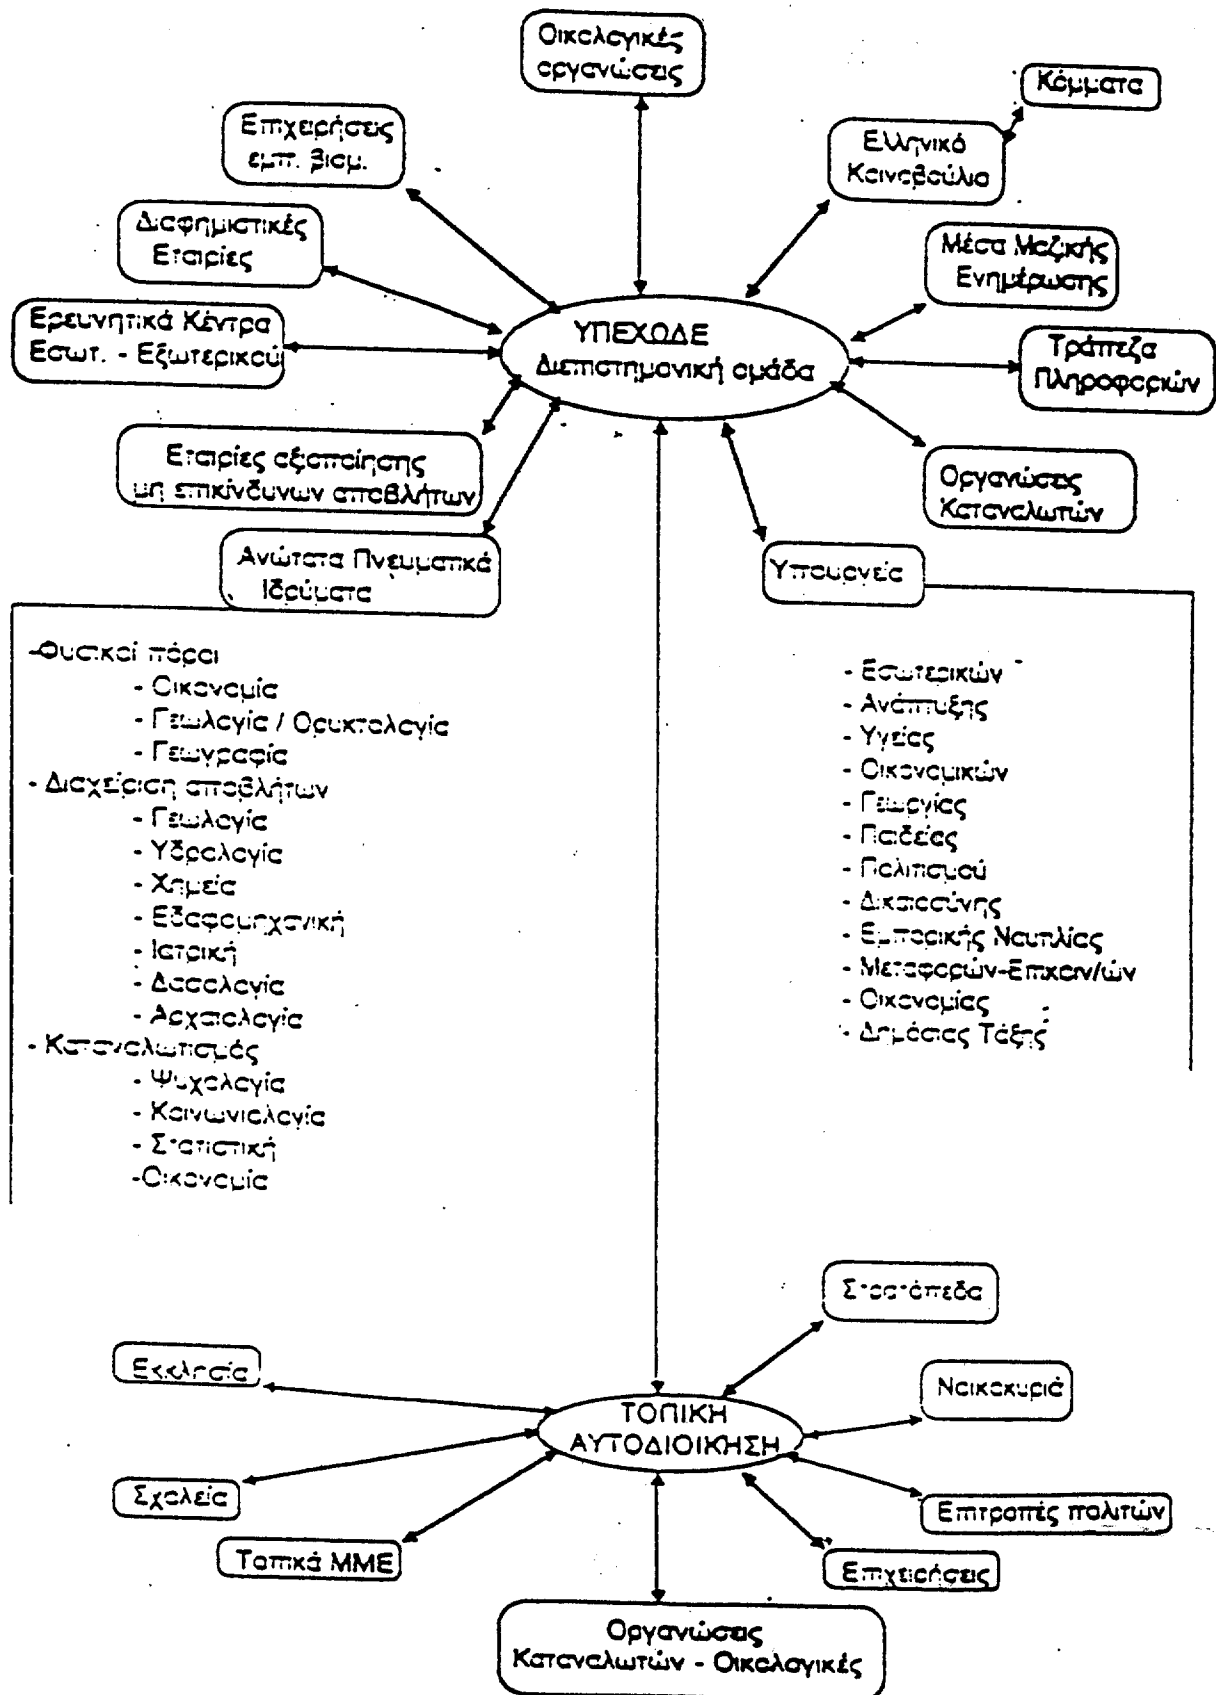 Οικολογικές
οργανώσεις
Κόμματα
Επιχειρήσεις
εμπ. βιομ.
Ελληνικό
Κοινοβούλιο
Διαφημιστικές
Εταιρίες
Μέσα Μαζικής
Ενημέρωσης
Ερευνητικά Κέντρα
Εσωτ. - Εξωτερικού
ΥΠΕΧΩΔΕ
Διεπιστημονική ομάδα
Τράπεζα
Πληροφοριών
Εταιρίες αξιοποίησης
μη επικίνδυνων αποβλήτων
Οργανώσεις
Καταναλωτών
Ανώτατα Πνευματικά
Ιδρύματα
Υπουργεία
-Φυσικοί πόροι
- Οικονομία
- Γεωλογία / Ορυκτολογία
- Γεωγραφία
- Διαχείριση αποβλήτων
- Γεωλογία
- Υδρολογία
- Χημεία
- Εδαφομηχανική
- Ιατρική
- Δασολογία
- Αρχαιολογία
- Καταναλωτισμός
- Ψυχολογία
- Κοινωνιολογία
- Στατιστική
-Οικονομία
- Εσωτερικών
- Ανάπτυξης
- Υγείας
- Οικονομικών
- Γεωργίας
- Παιδείας
- Πολιτισμού
- Δικαιοσύνης
- Εμπορικής Ναυτιλίας
- Μεταφορών-Επικοιν/ών
- Οικονομίας
- Δημόσιας Τάξης
Στρατόπεδα
Εκκλησία
Νοικοκυριά
ΤΟΠΙΚΗ
ΑΥΤΟΔΙΟΙΚΗΣΗ
Σχολεία
Επιτροπές πολιτών
Τοπικά ΜΜΕ
Επιχειρήσεις
Οργανώσεις
Καταναλωτών - Οικολογικές